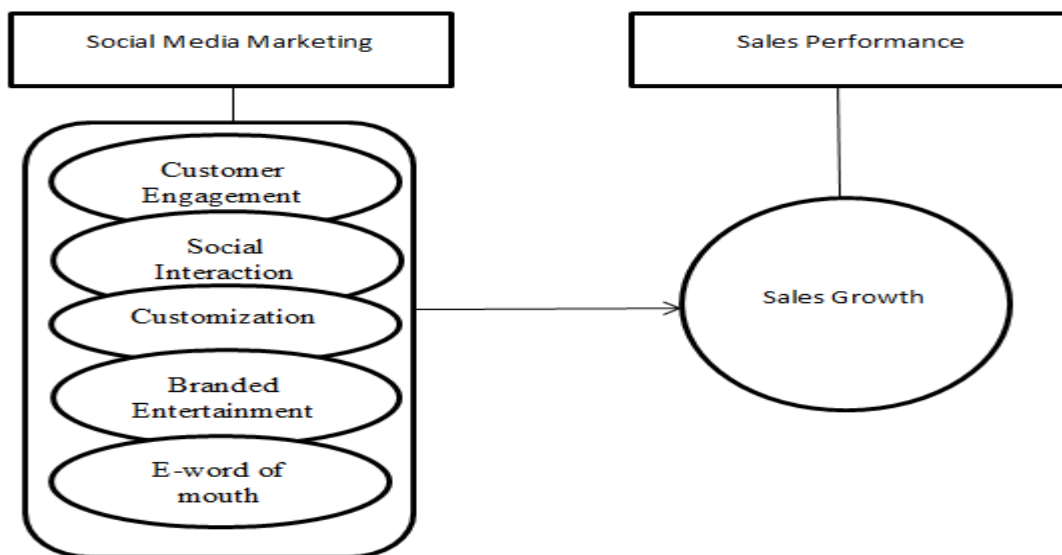 Social Media Marketing
Sales Performance
Customer
Engagement
Social
Interaction
Customization
Branded
Entertainment
E-word of
mouth
Sales Growth